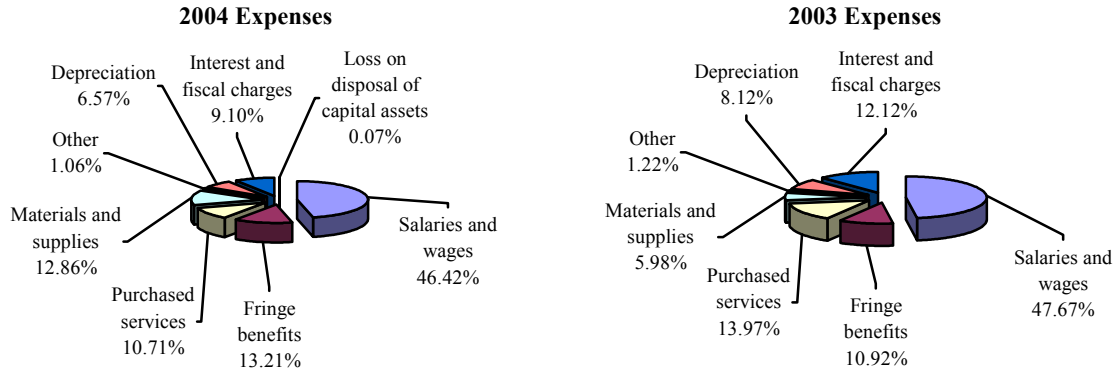 2004 Expenses
Depreciation
6.57%
Interest and
fiscal charges
9.10%
Loss on
disposal of
capital assets
0.07%
Other
1.06%
Materials and
supplies
12.86%
Salaries and
wages
46.42%
Purchased
services
10.71%
Fringe
benefits
13.21%
2003 Expenses
Depreciation
8.12%
Interest and
fiscal charges
12.12%
Other
1.22%
Materials and
supplies
5.98%
Salaries and
wages
47.67%
Purchased
services
13.97%
Fringe
benefits
10.92%